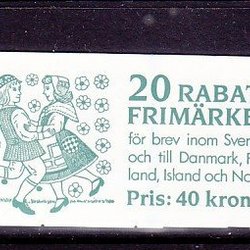 20 RABAT
FRIMÄRKE
för brev inom Sver
och till Danmark, F
land, Island och No
Pris: 40 kron